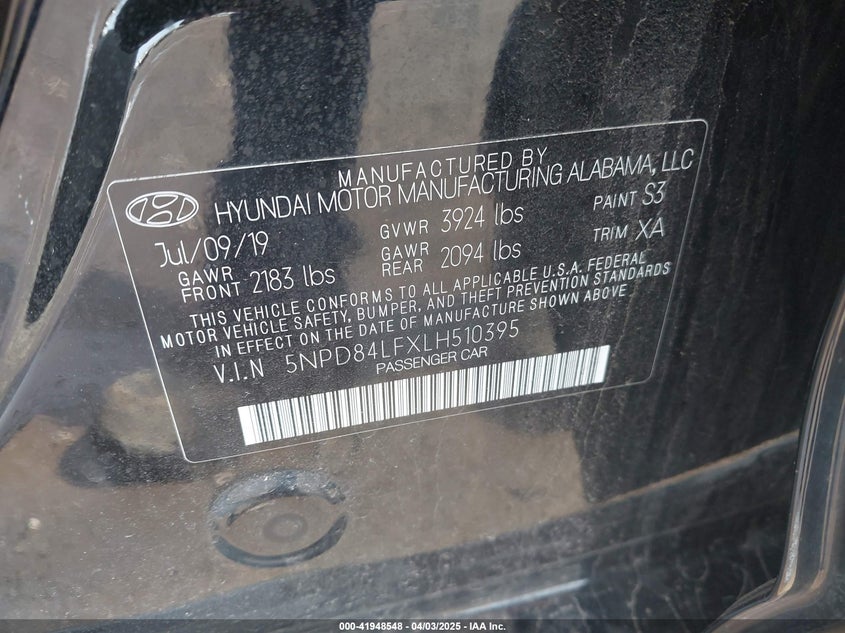 MANUFACTURED BY
HYUNDAI MOTOR MANUFACTURING ALABAMA, LLC
Jul/09/19 GVWR 3924 lbs PAINT S3
GAWR FRONT 2183 lbs GAWR REAR 2094 lbs TRIM XA
THIS VEHICLE CONFORMS TO ALL APPLICABLE U.S.A. FEDERAL
MOTOR VEHICLE SAFETY, BUMPER, AND THEFT PREVENTION STANDARDS
IN EFFECT ON THE DATE OF MANUFACTURE SHOWN ABOVE.
V.I.N 5NPD84LFXLH510395
PASSENGER CAR
000-41948548 - 04/03/2025 - IAA Inc.